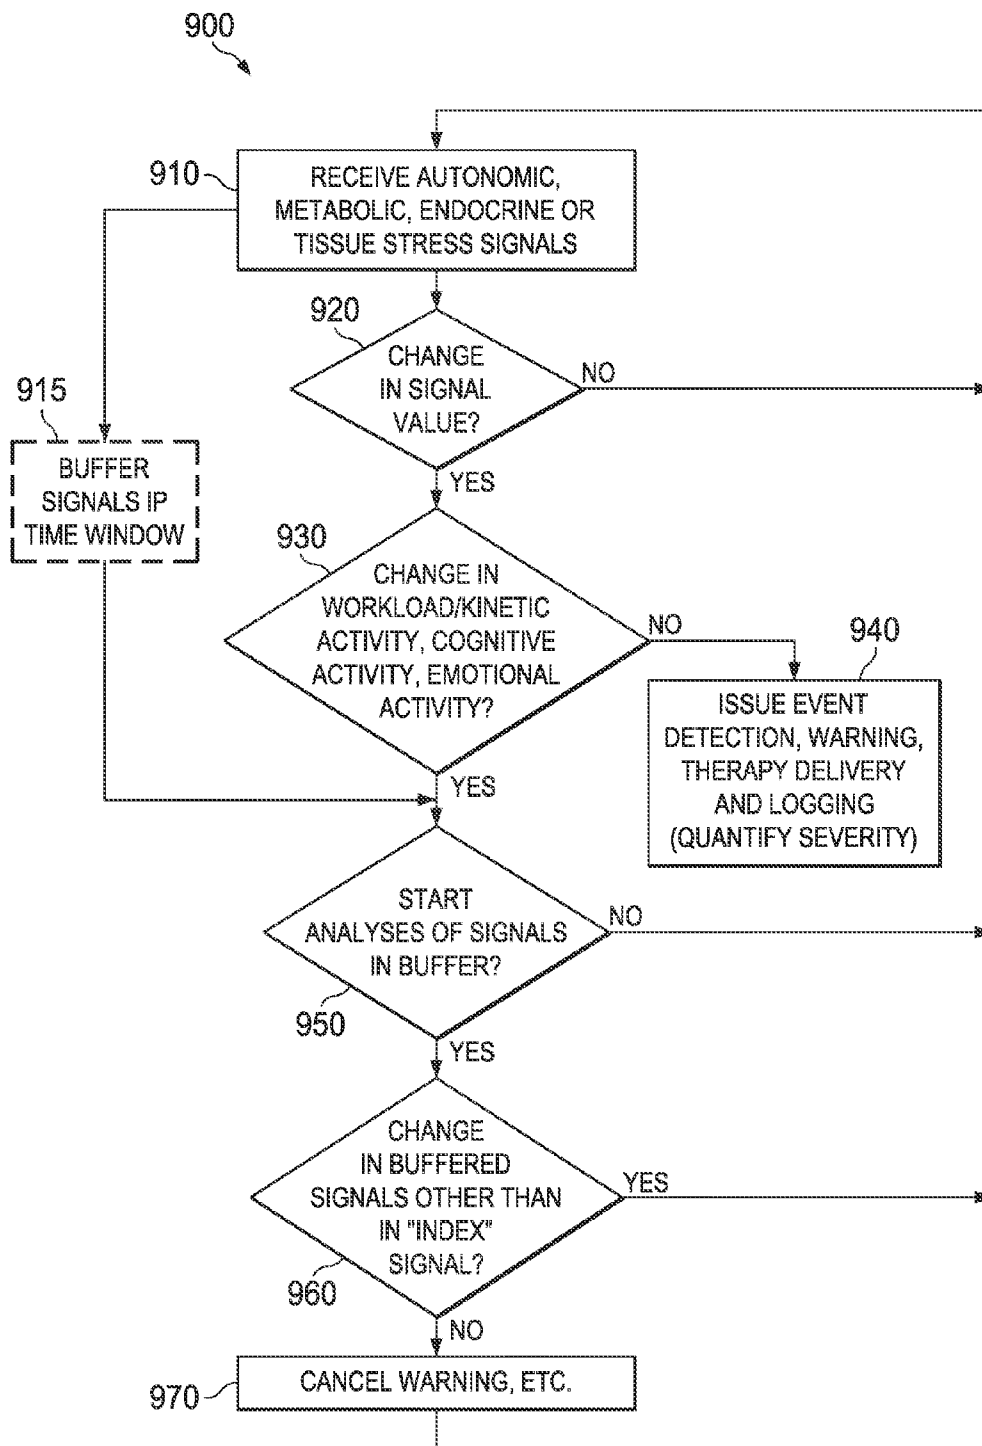 900
910
RECEIVE AUTONOMIC,
METABOLIC, ENDOCRINE OR
TISSUE STRESS SIGNALS
920
CHANGE
IN SIGNAL
VALUE?
NO
YES
915
BUFFER
SIGNALS IP
TIME WINDOW
930
CHANGE IN
WORKLOAD/KINETIC
ACTIVITY, COGNITIVE
ACTIVITY, EMOTIONAL
ACTIVITY?
NO
YES
940
ISSUE EVENT
DETECTION, WARNING,
THERAPY DELIVERY
AND LOGGING
(QUANTIFY SEVERITY)
START
ANALYSES OF SIGNALS
IN BUFFER?
NO
950
YES
CHANGE
IN BUFFERED
SIGNALS OTHER THAN
IN "INDEX"
SIGNAL?
YES
960
NO
CANCEL WARNING, ETC.
970